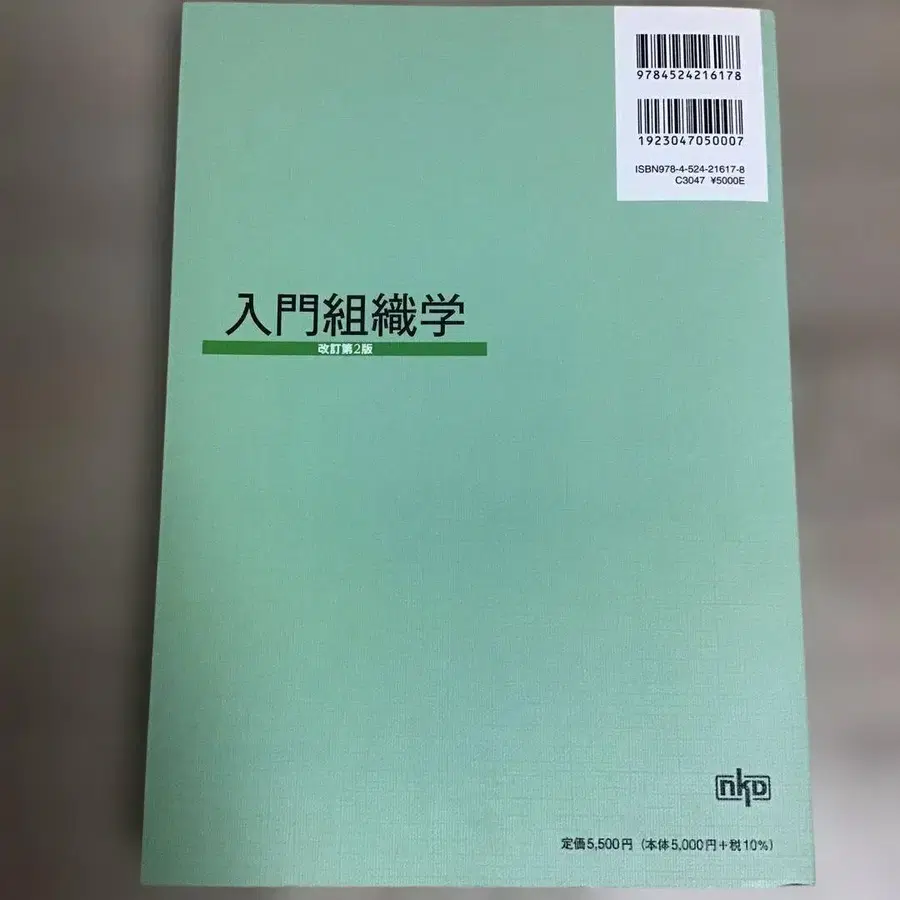 9784524216178
1923047050007
ISBN978-4-524-21617-8
C3047 ¥5000E
入門組織学
改訂第2版
nkD
定価5,500円（本体5,000円＋税10%）